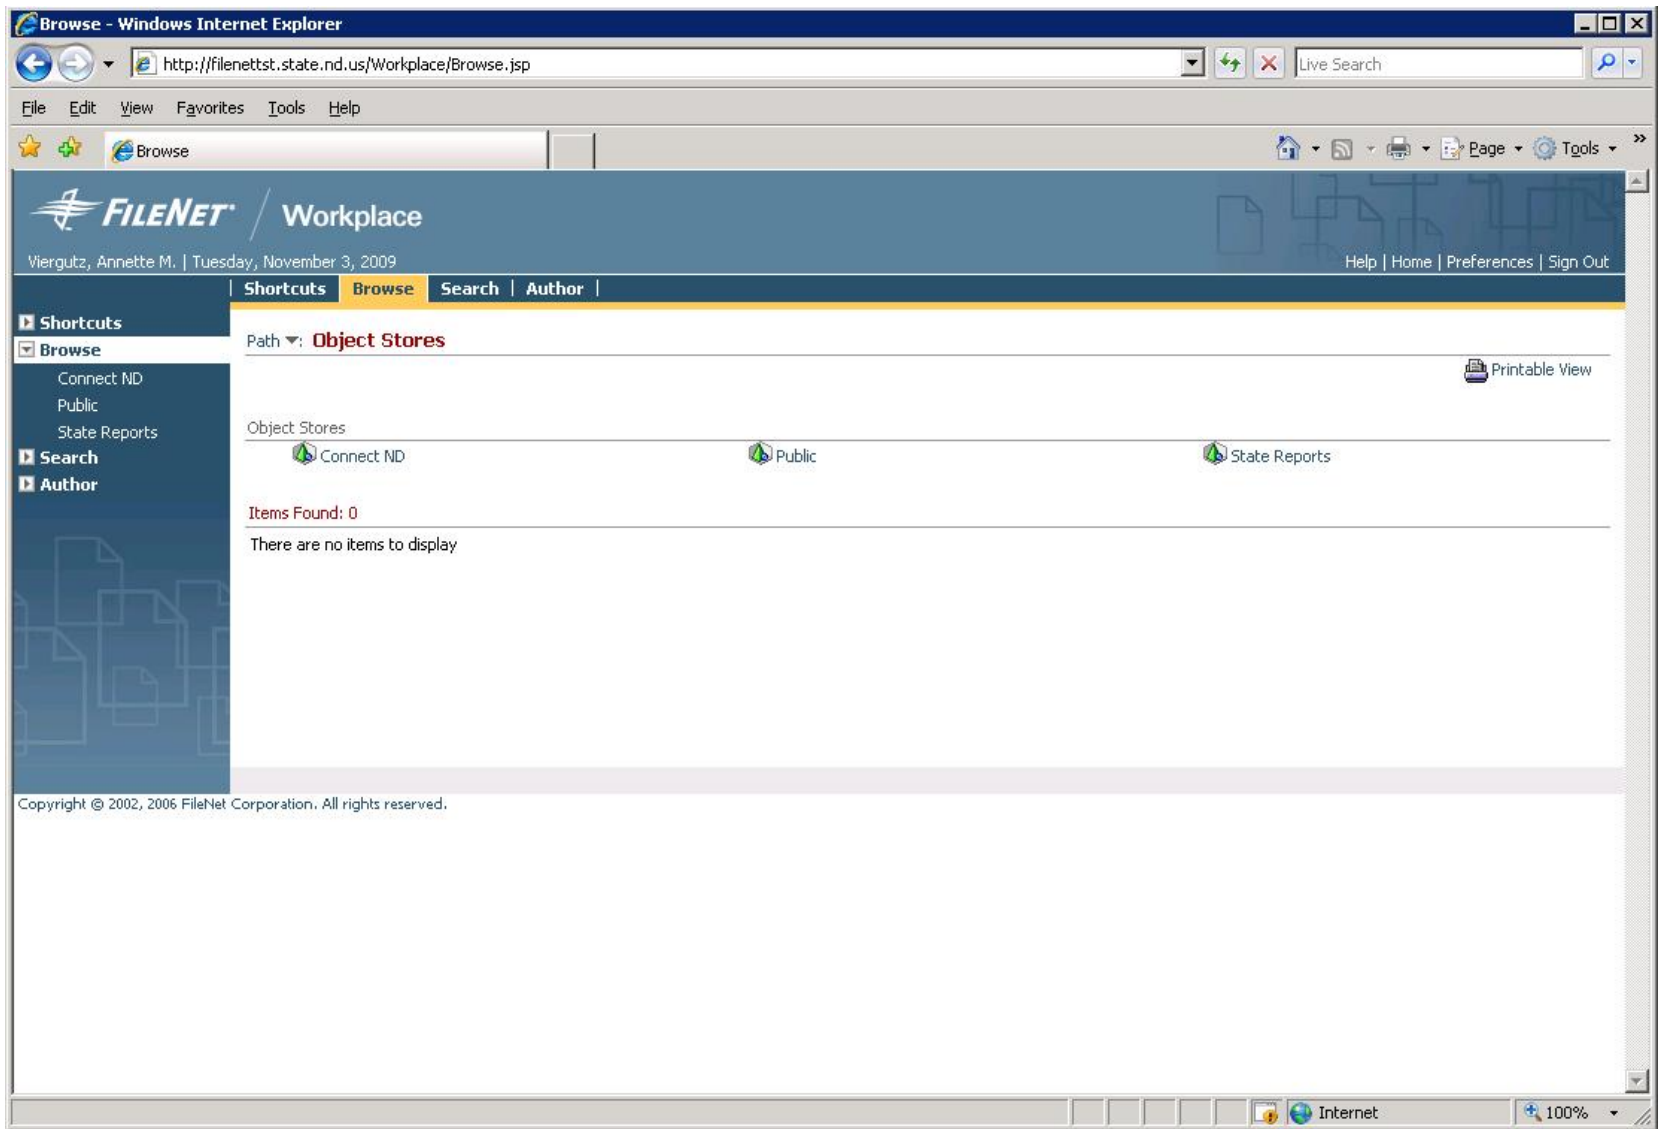 Browse - Windows Internet Explorer
http://filenettst.state.nd.us/Workplace/Browse.jsp
Live Search
File Edit View Favorites Tools Help
Browse
Page Tools »
FILENET / Workplace
Viergutz, Annette M. | Tuesday, November 3, 2009
Help | Home | Preferences | Sign Out
| Shortcuts Browse Search | Author |
Shortcuts
Browse
Connect ND
Public
State Reports
Search
Author
Path : Object Stores
Printable View
Object Stores
Connect ND Public State Reports
Items Found: 0
There are no items to display
Copyright © 2002, 2006 FileNet Corporation. All rights reserved.
Internet 100%